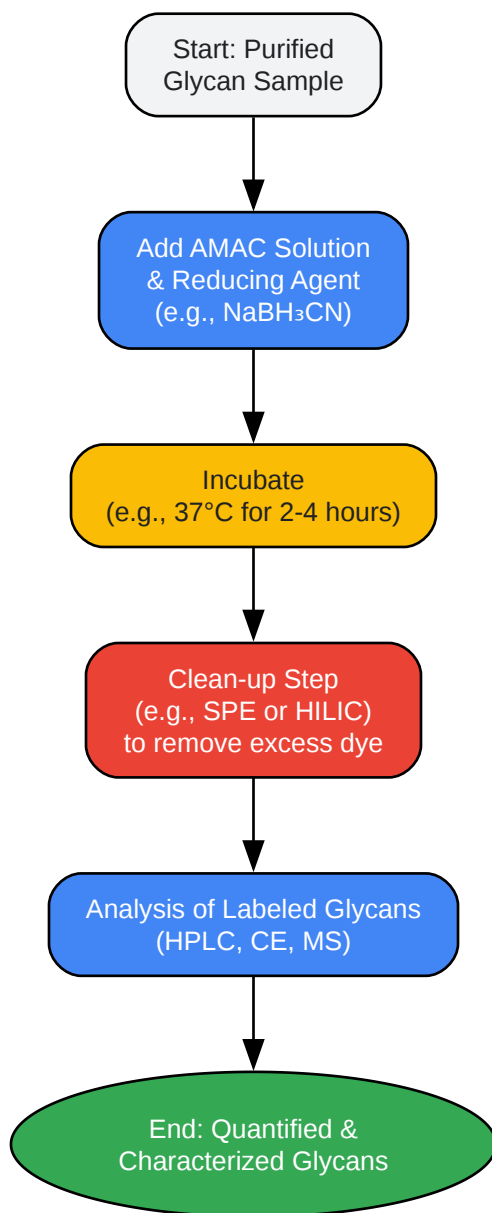 Start: Purified
Glycan Sample
Add AMAC Solution
& Reducing Agent
(e.g., NaBH₃CN)
Incubate
(e.g., 37°C for 2-4 hours)
Clean-up Step
(e.g., SPE or HILIC)
to remove excess dye
Analysis of Labeled Glycans
(HPLC, CE, MS)
End: Quantified &
Characterized Glycans